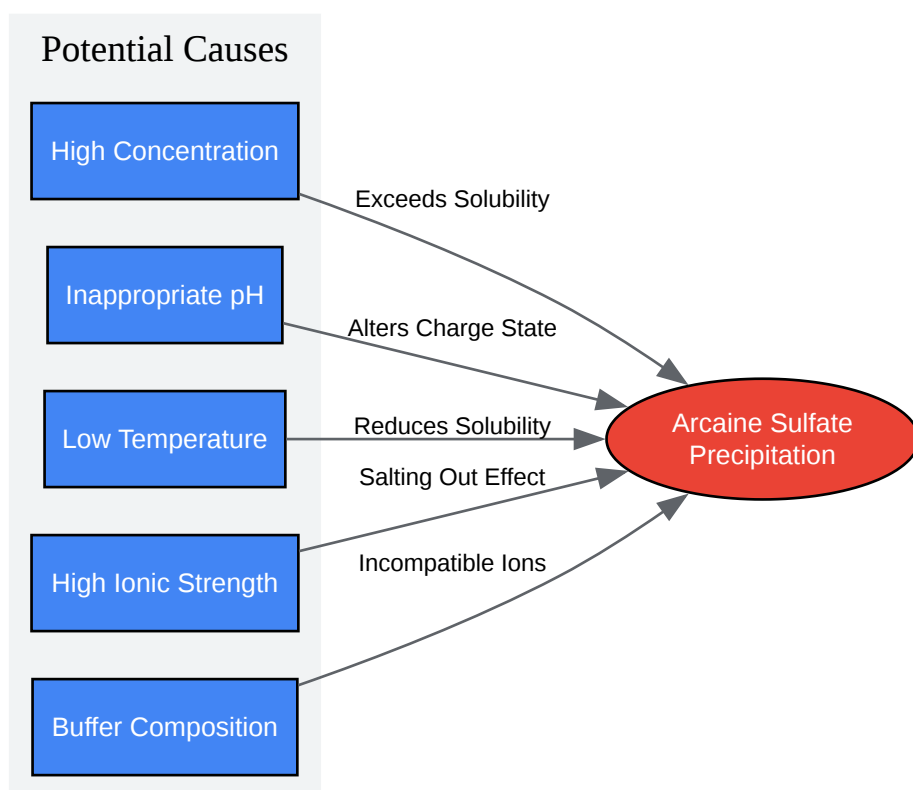 Potential Causes
High Concentration
Exceeds Solubility
Inappropriate pH
Alters Charge State
Low Temperature
Reduces Solubility
Arcaine Sulfate
Precipitation
Salting Out Effect
High Ionic Strength
Incompatible Ions
Buffer Composition